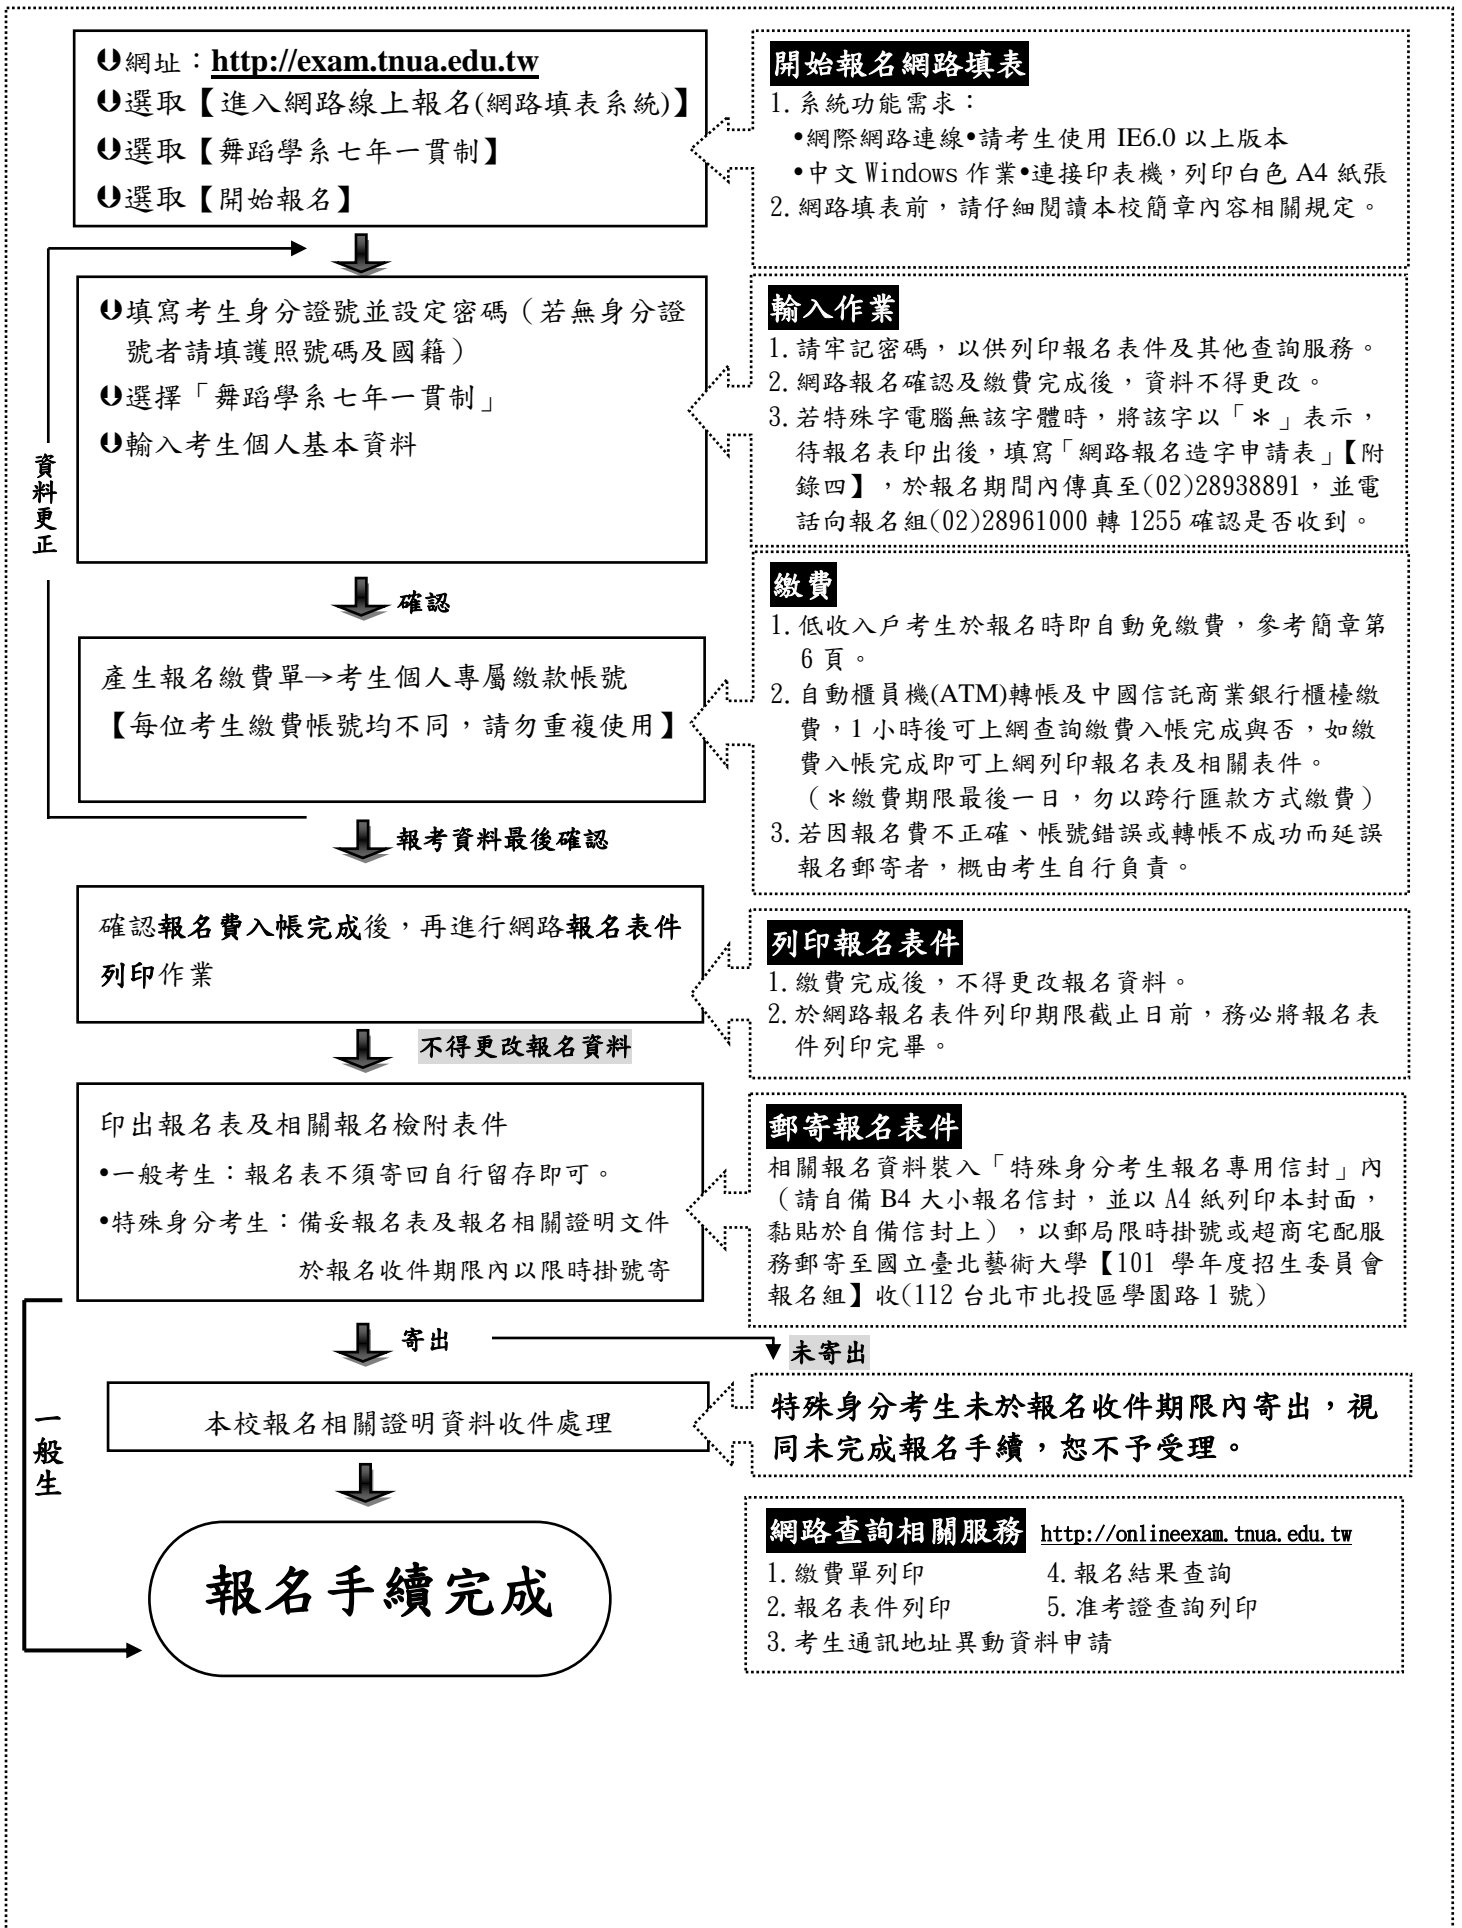 網址：http://exam.tnua.edu.tw
選取【進入網路線上報名(網路填表系統)】
選取【舞蹈學系七年一貫制】
選取【開始報名】
開始報名網路填表
1.系統功能需求：
•網際網路連線•請考生使用 IE6.0 以上版本
•中文 Windows 作業•連接印表機，列印白色 A4 紙張
2.網路填表前，請仔細閱讀本校簡章內容相關規定。
填寫考生身分證號並設定密碼（若無身分證
號者請填護照號碼及國籍）
選擇「舞蹈學系七年一貫制」
輸入考生個人基本資料
輸入作業
1.請牢記密碼，以供列印報名表件及其他查詢服務。
2.網路報名確認及繳費完成後，資料不得更改。
3.若特殊字電腦無該字體時，將該字以「＊」表示，
待報名表印出後，填寫「網路報名造字申請表」【附
錄四】，於報名期間內傳真至(02)28938891，並電
話向報名組(02)28961000 轉 1255 確認是否收到。
資料更正
確認
產生報名繳費單→考生個人專屬繳款帳號
【每位考生繳費帳號均不同，請勿重複使用】
繳費
1.低收入戶考生於報名時即自動免繳費，參考簡章第
6 頁。
2.自動櫃員機(ATM)轉帳及中國信託商業銀行櫃檯繳
費，1 小時後可上網查詢繳費入帳完成與否，如繳
費入帳完成即可上網列印報名表及相關表件。
（＊繳費期限最後一日，勿以跨行匯款方式繳費）
3.若因報名費不正確、帳號錯誤或轉帳不成功而延誤
報名郵寄者，概由考生自行負責。
報考資料最後確認
確認報名費入帳完成後，再進行網路報名表件
列印作業
列印報名表件
1.繳費完成後，不得更改報名資料。
2.於網路報名表件列印期限截止日前，務必將報名表
件列印完畢。
不得更改報名資料
印出報名表及相關報名檢附表件
•一般考生：報名表不須寄回自行留存即可。
•特殊身分考生：備妥報名表及報名相關證明文件
於報名收件期限內以限時掛號寄
郵寄報名表件
相關報名資料裝入「特殊身分考生報名專用信封」內
（請自備 B4 大小報名信封，並以 A4 紙列印本封面，
黏貼於自備信封上），以郵局限時掛號或超商宅配服
務郵寄至國立臺北藝術大學【101 學年度招生委員會
報名組】收(112 台北市北投區學園路 1 號)
寄出
未寄出
本校報名相關證明資料收件處理
特殊身分考生未於報名收件期限內寄出，視
同未完成報名手續，恕不予受理。
一般生
報名手續完成
網路查詢相關服務 http://onlineexam.tnua.edu.tw
1.繳費單列印 4.報名結果查詢
2.報名表件列印 5.准考證查詢列印
3.考生通訊地址異動資料申請